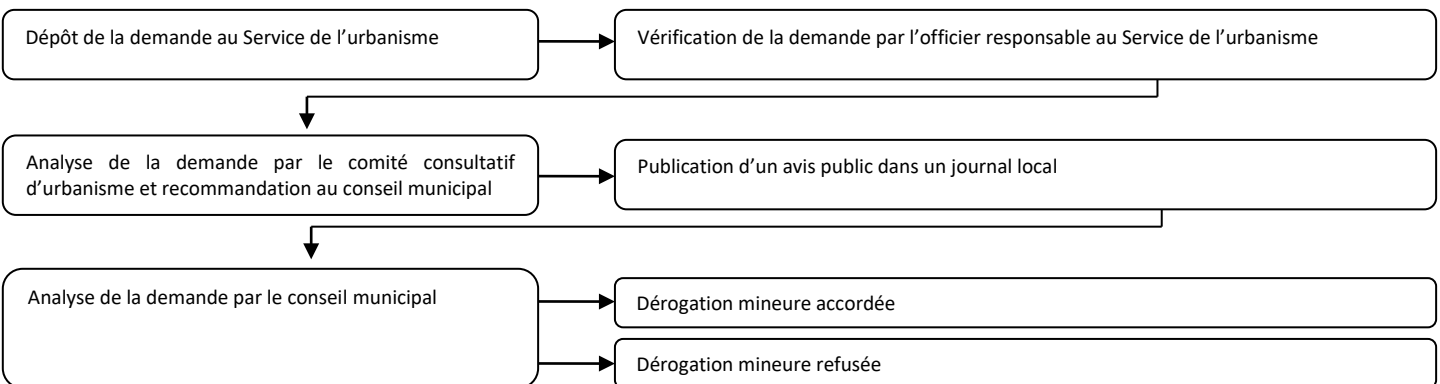 Dépôt de la demande au Service de l’urbanisme
Vérification de la demande par l’officier responsable au Service de l’urbanisme
Analyse de la demande par le comité consultatif
d’urbanisme et recommandation au conseil municipal
Publication d’un avis public dans un journal local
Analyse de la demande par le conseil municipal
Dérogation mineure accordée
Dérogation mineure refusée